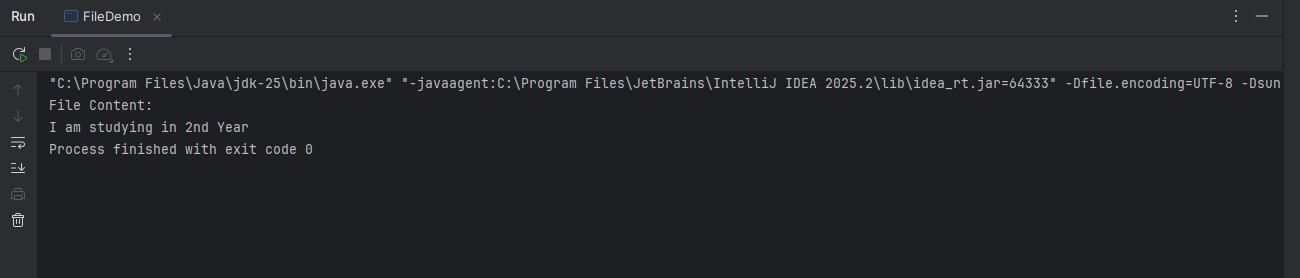 Run FileDemo
"C:\Program Files\Java\jdk-25\bin\java.exe" "-javaagent:C:\Program Files\JetBrains\IntelliJ IDEA 2025.2\lib\idea_rt.jar=64333" -Dfile.encoding=UTF-8 -Dsun
File Content:
I am studying in 2nd Year
Process finished with exit code 0